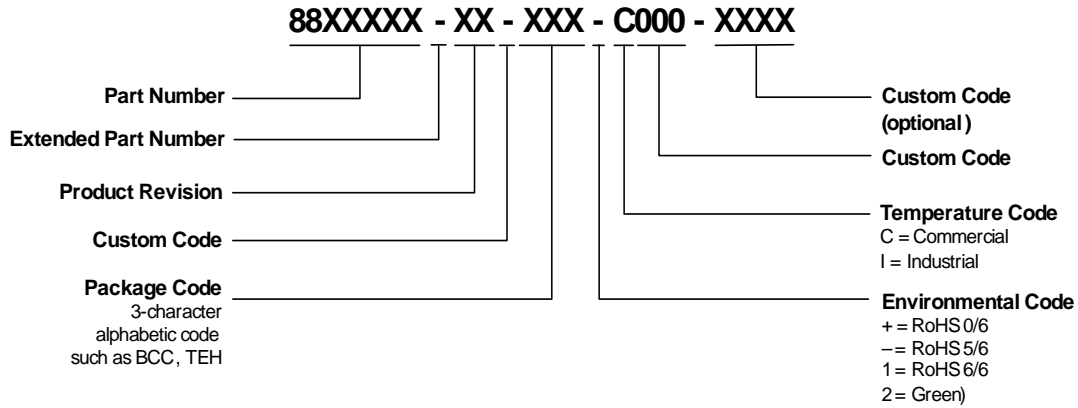 88XXXXX - XX - XXX - C000 - XXXX
Part Number
Extended Part Number
Product Revision
Custom Code
Package Code
3-character
alphabetic code
such as BCC, TEH
Custom Code
(optional)
Custom Code
Temperature Code
C = Commercial
I = Industrial
Environmental Code
+ = RoHS 0/6
– = RoHS 5/6
1 = RoHS 6/6
2 = Green)